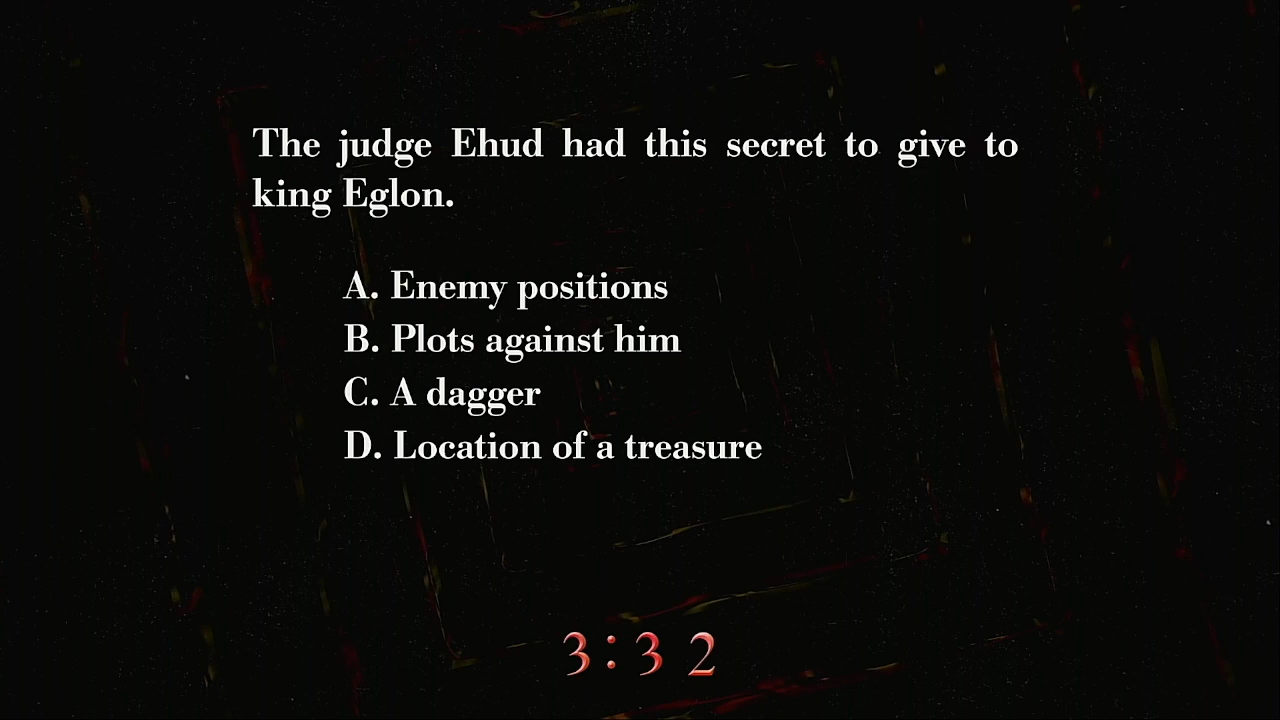 The judge Ehud had this secret to give to
king Eglon.
A. Enemy positions
B. Plots against him
C. A dagger
D. Location of a treasure
3:32